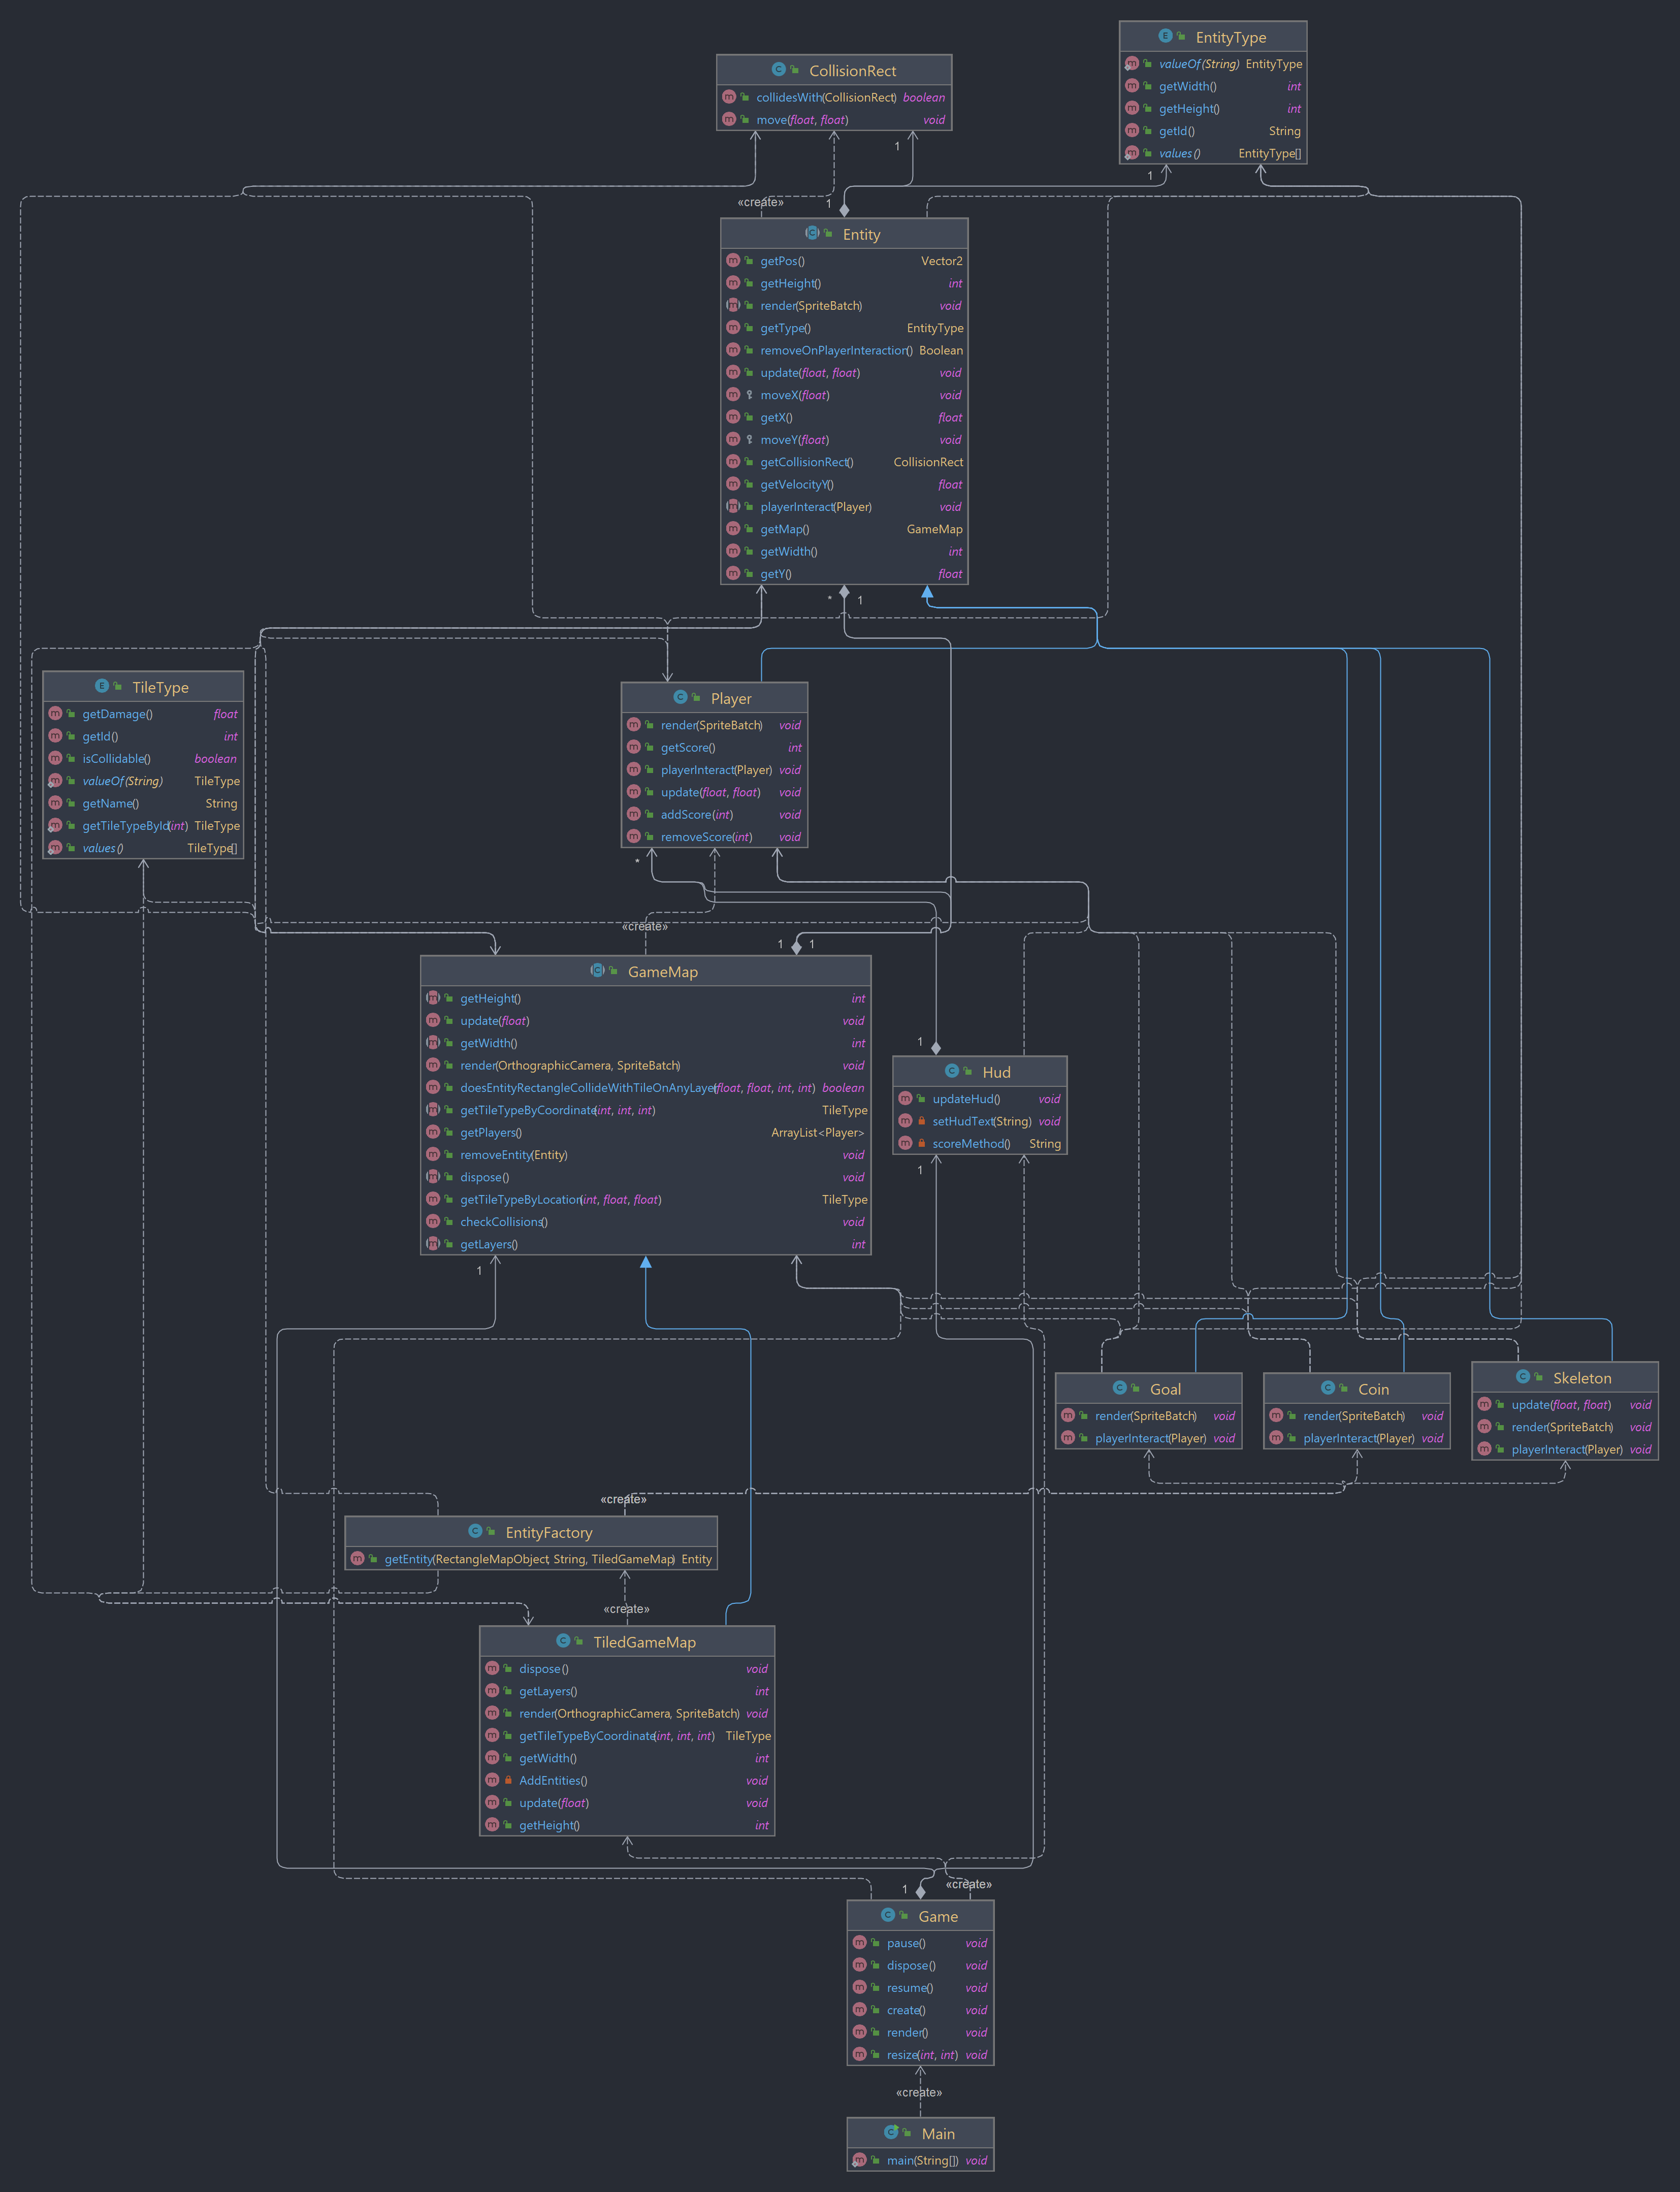 EntityType
valueOf(String) EntityType
getWidth() int
getHeight() int
getId() String
values() EntityType[]
CollisionRect
collidesWith(CollisionRect) boolean
move(float, float) void
1
1
«create»
1
Entity
getPos() Vector2
getHeight() int
render(SpriteBatch) void
getType() EntityType
removeOnPlayerInteraction() Boolean
update(float, float) void
moveX(float) void
getX() float
moveY(float) void
getCollisionRect() CollisionRect
getVelocityY() float
playerInteract(Player) void
getMap() GameMap
getWidth() int
getY() float
* 1
TileType
getDamage() float
getId() int
isCollidable() boolean
valueOf(String) TileType
getName() String
getTileTypeById(int) TileType
values() TileType[]
Player
render(SpriteBatch) void
getScore() int
playerInteract(Player) void
update(float, float) void
addScore(int) void
removeScore(int) void
*
«create»
1 1
GameMap
getHeight() int
update(float) void
getWidth() int
render(OrthographicCamera, SpriteBatch) void
doesEntityRectangleCollideWithTileOnAnyLayer(float, float, int, int) boolean
getTileTypeByCoordinate(int, int, int) TileType
getPlayers() ArrayList<Player>
removeEntity(Entity) void
dispose() void
getTileTypeByLocation(int, float, float) TileType
checkCollisions() void
getLayers() int
1
1
Hud
updateHud() void
setHudText(String) void
scoreMethod() String
1
Goal
render(SpriteBatch) void
playerInteract(Player) void
Coin
render(SpriteBatch) void
playerInteract(Player) void
Skeleton
update(float, float) void
render(SpriteBatch) void
playerInteract(Player) void
«create»
EntityFactory
getEntity(RectangleMapObject, String, TiledGameMap) Entity
«create»
TiledGameMap
dispose() void
getLayers() int
render(OrthographicCamera, SpriteBatch) void
getTileTypeByCoordinate(int, int, int) TileType
getWidth() int
AddEntities() void
update(float) void
getHeight() int
1
«create»
Game
pause() void
dispose() void
resume() void
create() void
render() void
resize(int, int) void
«create»
Main
main(String[]) void